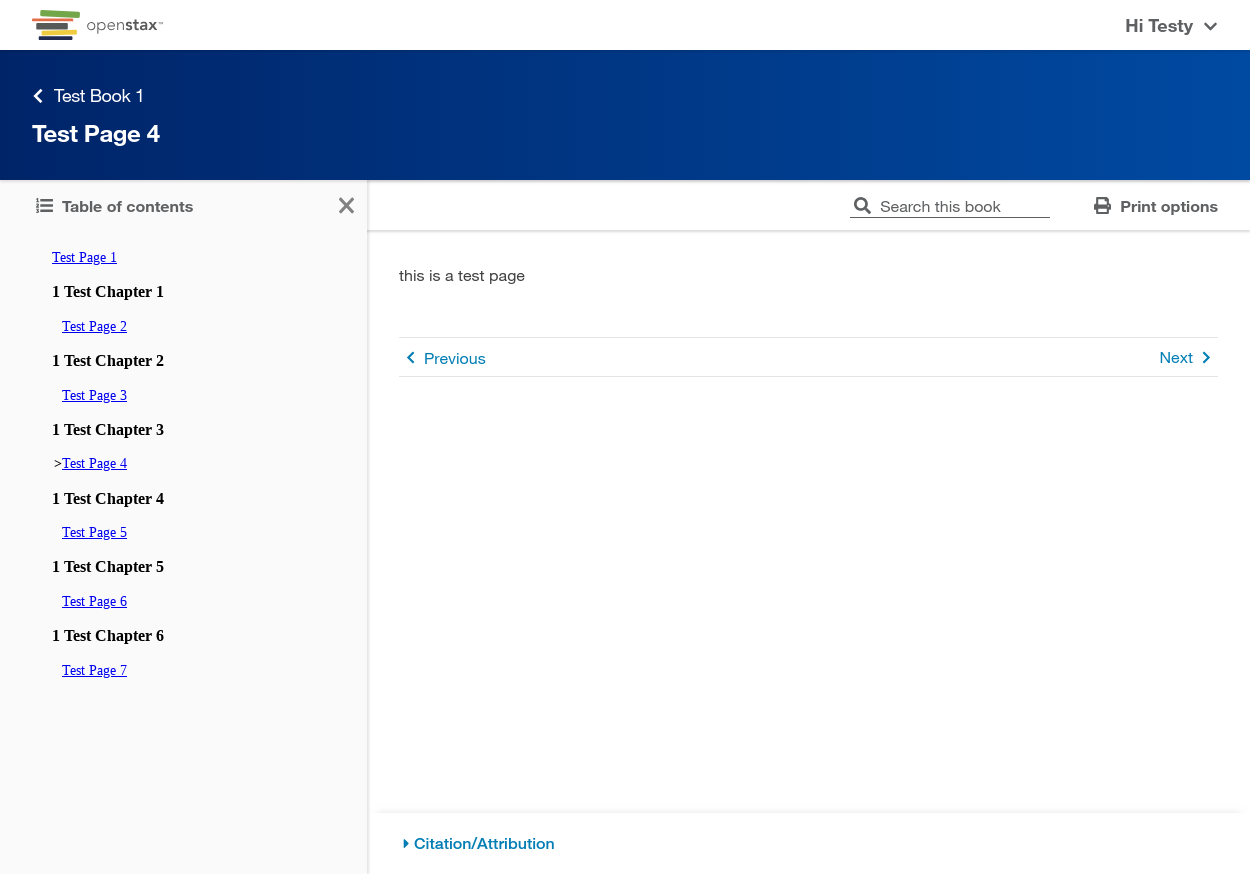 openstax™
Hi Testy
Test Book 1
Test Page 4
Table of contents
Search this book
Print options
Test Page 1
1 Test Chapter 1
Test Page 2
1 Test Chapter 2
Test Page 3
1 Test Chapter 3
>Test Page 4
1 Test Chapter 4
Test Page 5
1 Test Chapter 5
Test Page 6
1 Test Chapter 6
Test Page 7
this is a test page
Previous
Next
Citation/Attribution